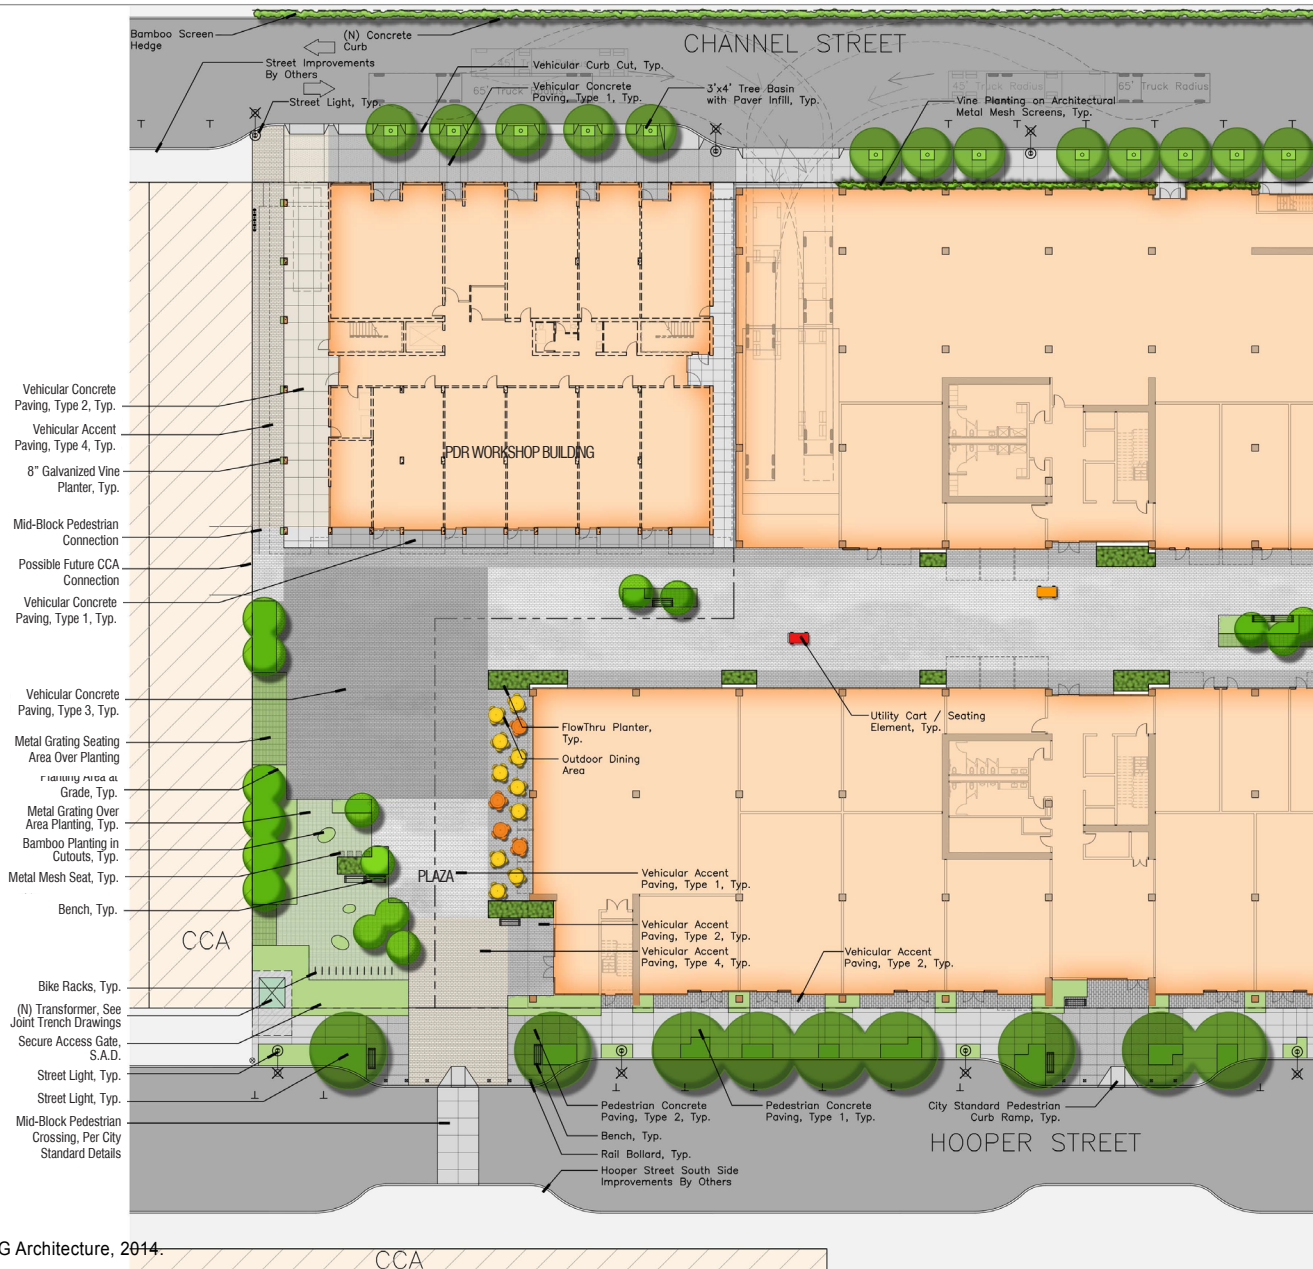 Bamboo Screen
Hedge
(N) Concrete
Curb
CHANNEL STREET
Street Improvements
By Others
Vehicular Curb Cut, Typ.
45' Truck Radius
65' Truck Radius
Street Light, Typ.
Vehicular Concrete
Paving, Type 1, Typ.
3'x4' Tree Basin
with Paver Infill, Typ.
65' Truck
Vine Planting on Architectural
Metal Mesh Screens, Typ.
Vehicular Concrete
Paving, Type 2, Typ.
Vehicular Accent
Paving, Type 4, Typ.
8" Galvanized Vine
Planter, Typ.
Mid-Block Pedestrian
Connection
Possible Future CCA
Connection
Vehicular Concrete
Paving, Type 1, Typ.
PDR WORKSHOP BUILDING
Vehicular Concrete
Paving, Type 3, Typ.
Metal Grating Seating
Area Over Planting
Planting Area at
Grade, Typ.
Metal Grating Over
Area Planting, Typ.
Bamboo Planting in
Cutouts, Typ.
Metal Mesh Seat, Typ.
Bench, Typ.
CCA
Bike Racks, Typ.
(N) Transformer, See
Joint Trench Drawings
Secure Access Gate,
S.A.D.
Street Light, Typ.
Street Light, Typ.
Mid-Block Pedestrian
Crossing, Per City
Standard Details
FlowThru Planter,
Typ.
Outdoor Dining
Area
Utility Cart / Seating
Element, Typ.
PLAZA
Vehicular Accent
Paving, Type 1, Typ.
Vehicular Accent
Paving, Type 2, Typ.
Vehicular Accent
Paving, Type 4, Typ.
Vehicular Accent
Paving, Type 2, Typ.
Pedestrian Concrete
Paving, Type 2, Typ.
Bench, Typ.
Rail Bollard, Typ.
Hooper Street South Side
Improvements By Others
Pedestrian Concrete
Paving, Type 1, Typ.
City Standard Pedestrian
Curb Ramp, Typ.
HOOPER STREET
G Architecture, 2014.
CCA